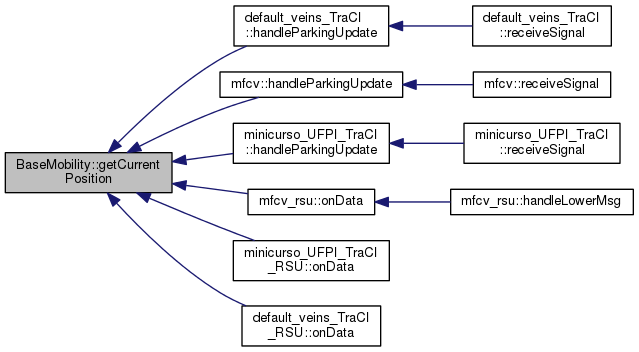 BaseMobility::getCurrent
Position
default_veins_TraCI
::handleParkingUpdate
default_veins_TraCI
::receiveSignal
mfcv::handleParkingUpdate
mfcv::receiveSignal
minicurso_UFPI_TraCI
::handleParkingUpdate
minicurso_UFPI_TraCI
::receiveSignal
mfcv_rsu::onData
mfcv_rsu::handleLowerMsg
minicurso_UFPI_TraCI
_RSU::onData
default_veins_TraCI
_RSU::onData